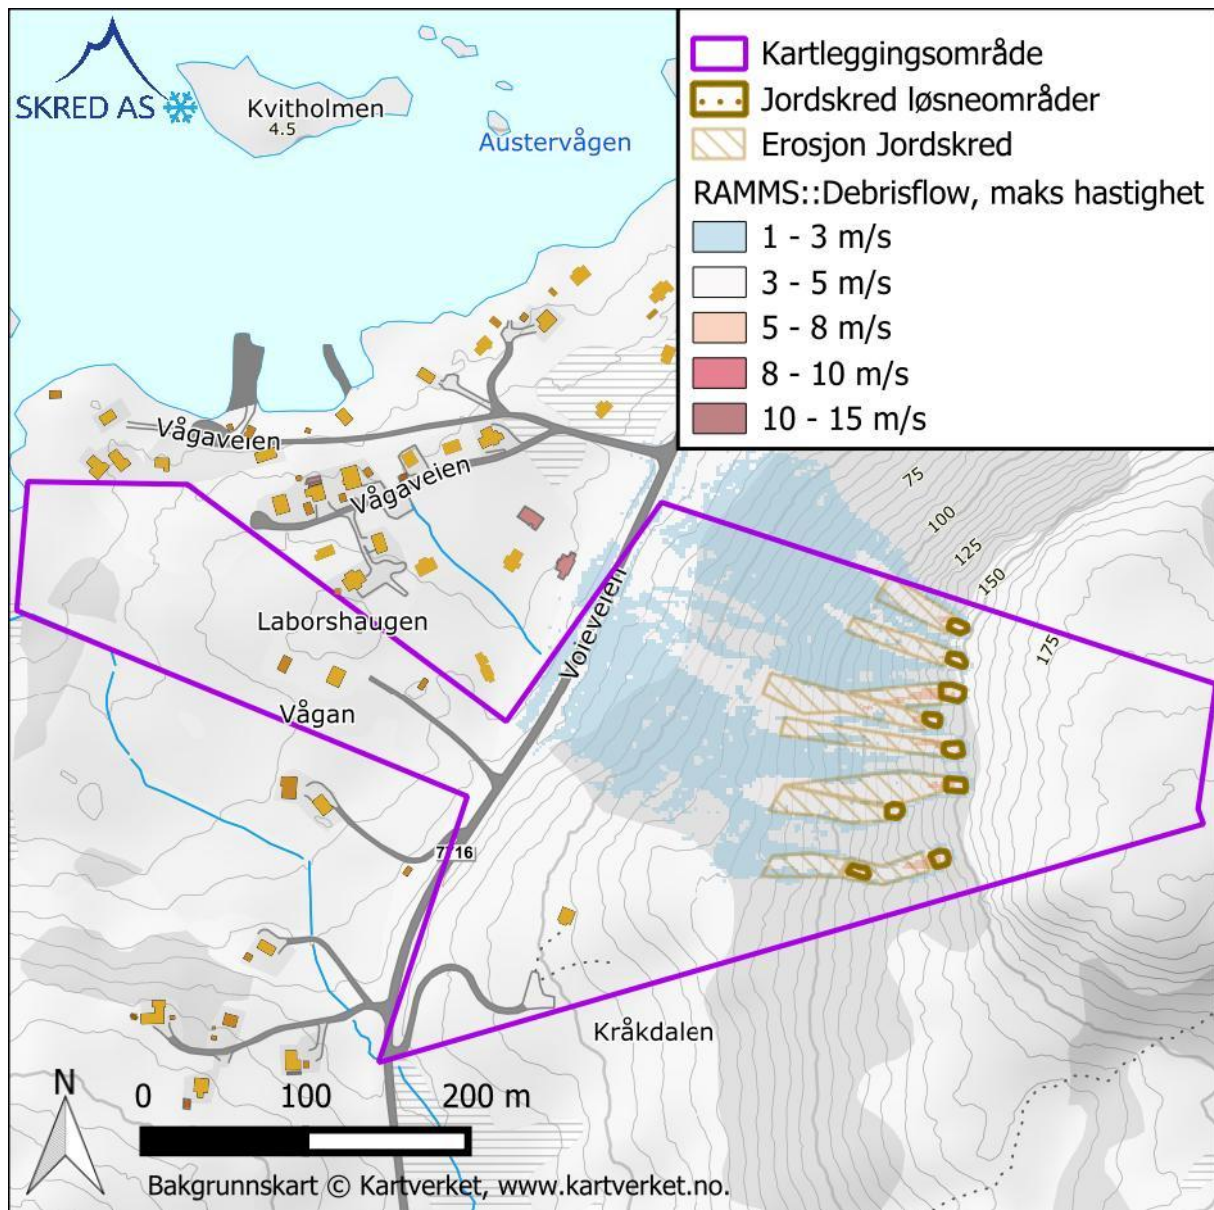 SKRED AS
Kvitholmen
4.5
Austervågen
Kartleggingsområde
Jordskred løsneområder
Erosjon Jordskred
RAMMS::Debrisflow, maks hastighet
1 - 3 m/s
3 - 5 m/s
5 - 8 m/s
8 - 10 m/s
10 - 15 m/s
Vågaveien
Vågaveien
75
100
125
150
175
Laborshaugen
Voieveien
Vågan
7716
Kråkdalen
N
0 100 200 m
Bakgrunnskart © Kartverket, www.kartverket.no.